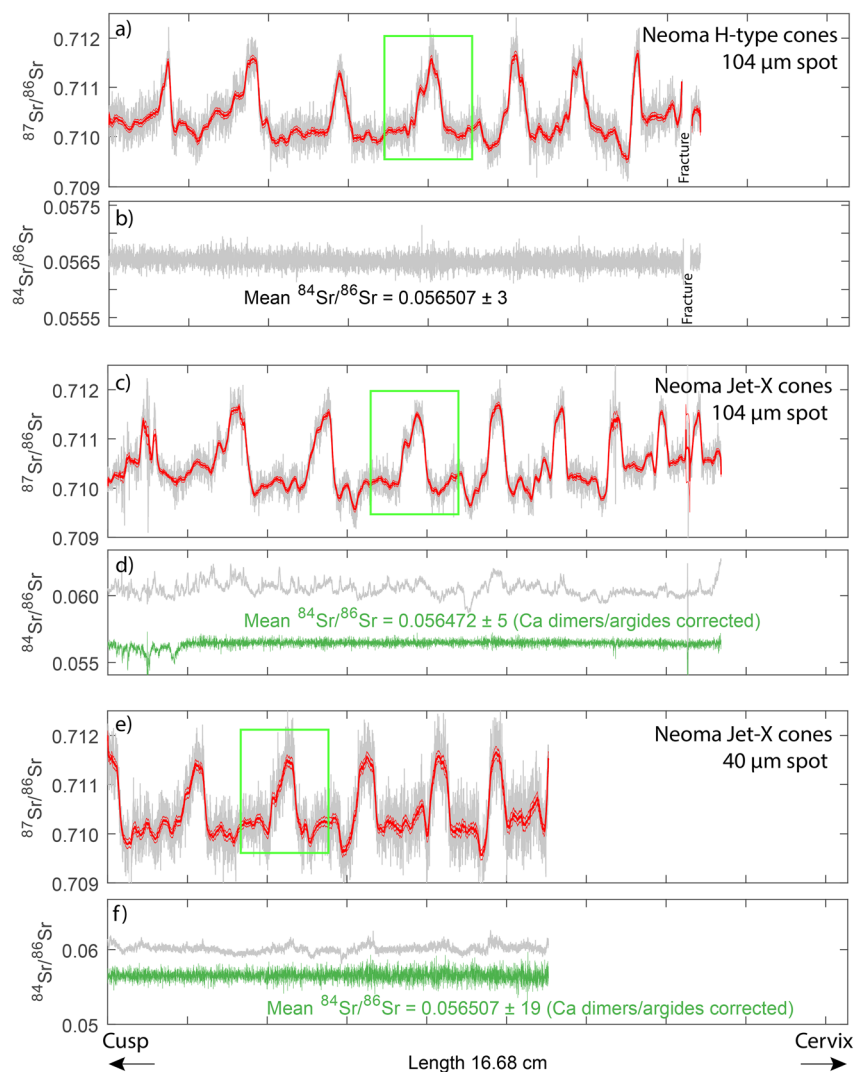 a)
Neoma H-type cones
104 µm spot
0.712
0.711
0.710
0.709
87Sr/86Sr
Fracture
b)
0.0575
0.0565
0.0555
84Sr/86Sr
Mean 84Sr/86Sr = 0.056507 ± 3
Fracture
c)
Neoma Jet-X cones
104 µm spot
0.712
0.711
0.710
0.709
87Sr/86Sr
d)
0.060
0.055
84Sr/86Sr
Mean 84Sr/86Sr = 0.056472 ± 5 (Ca dimers/argides corrected)
e)
Neoma Jet-X cones
40 µm spot
0.712
0.711
0.710
0.709
87Sr/86Sr
f)
0.06
0.05
84Sr/86Sr
Mean 84Sr/86Sr = 0.056507 ± 19 (Ca dimers/argides corrected)
Cusp
Cervix
Length 16.68 cm